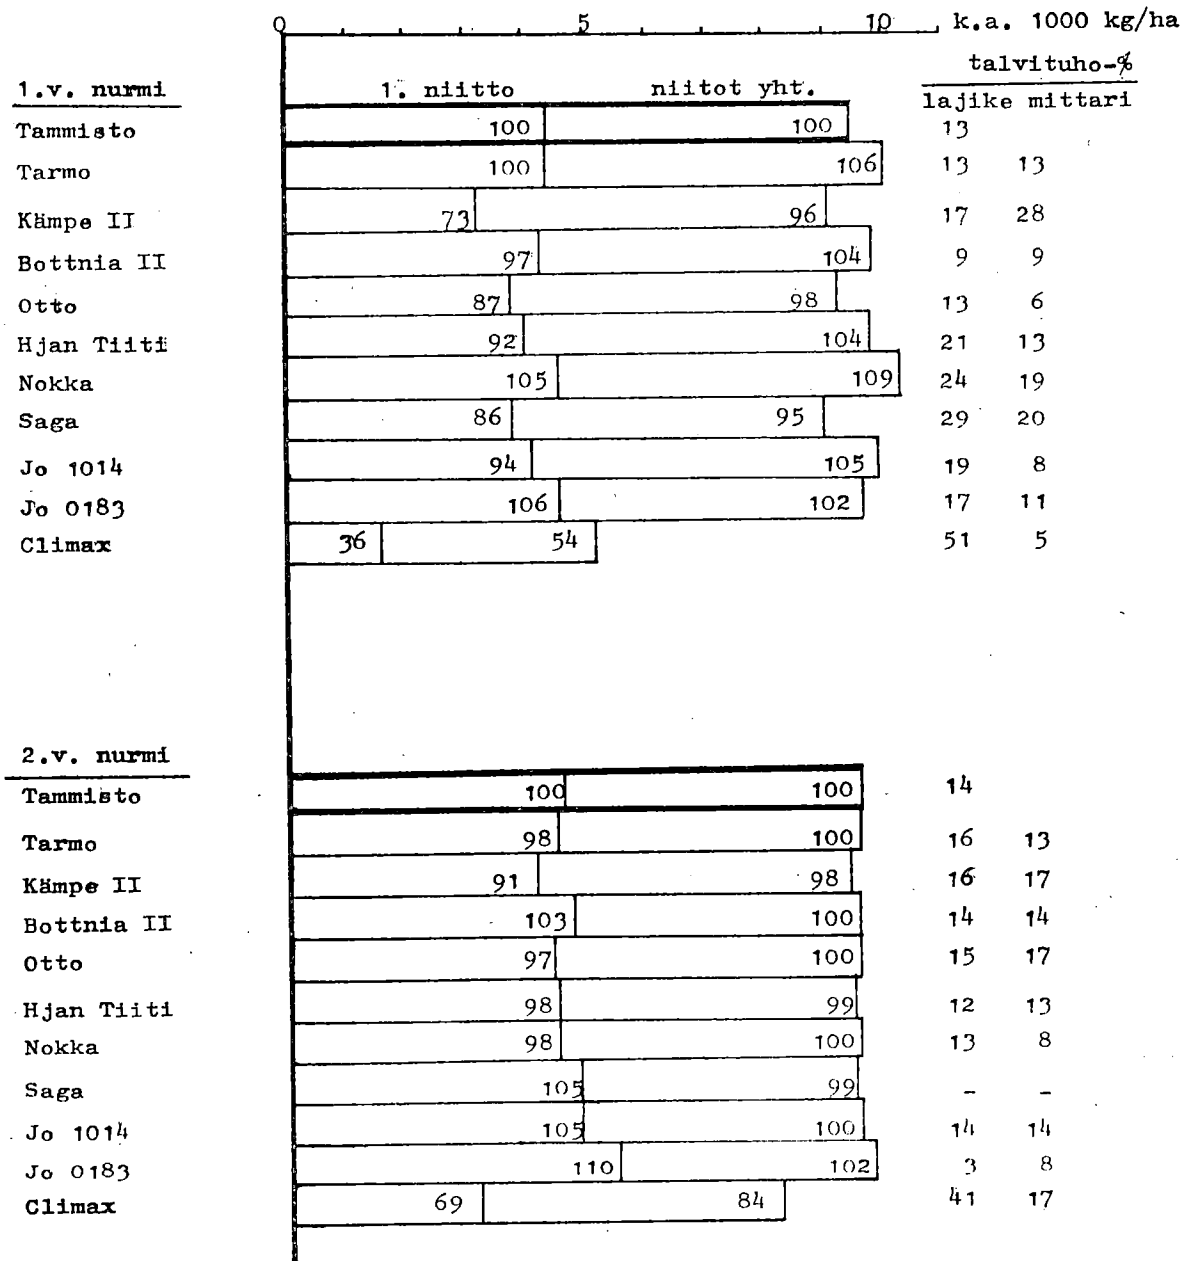 0 5 10 k.a. 1000 kg/ha
talvituho-%
1.v. nurmi 1. niitto niitot yht. lajike mittari
Tammisto 100 100 13
Tarmo 100 106 13 13
Kämpe II 73 96 17 28
Bottnia II 97 104 9 9
Otto 87 98 13 6
Hjan Tiiti 92 104 21 13
Nokka 105 109 24 19
Saga 86 95 29 20
Jo 1014 94 105 19 8
Jo 0183 106 102 17 11
Climax 36 54 51 5
2.v. nurmi
Tammisto 100 100 14
Tarmo 98 100 16 13
Kämpe II 91 98 16 17
Bottnia II 103 100 14 14
Otto 97 100 15 17
Hjan Tiiti 98 99 12 13
Nokka 98 100 13 8
Saga 105 99 - -
Jo 1014 105 100 14 14
Jo 0183 110 102 3 8
Climax 69 84 41 17